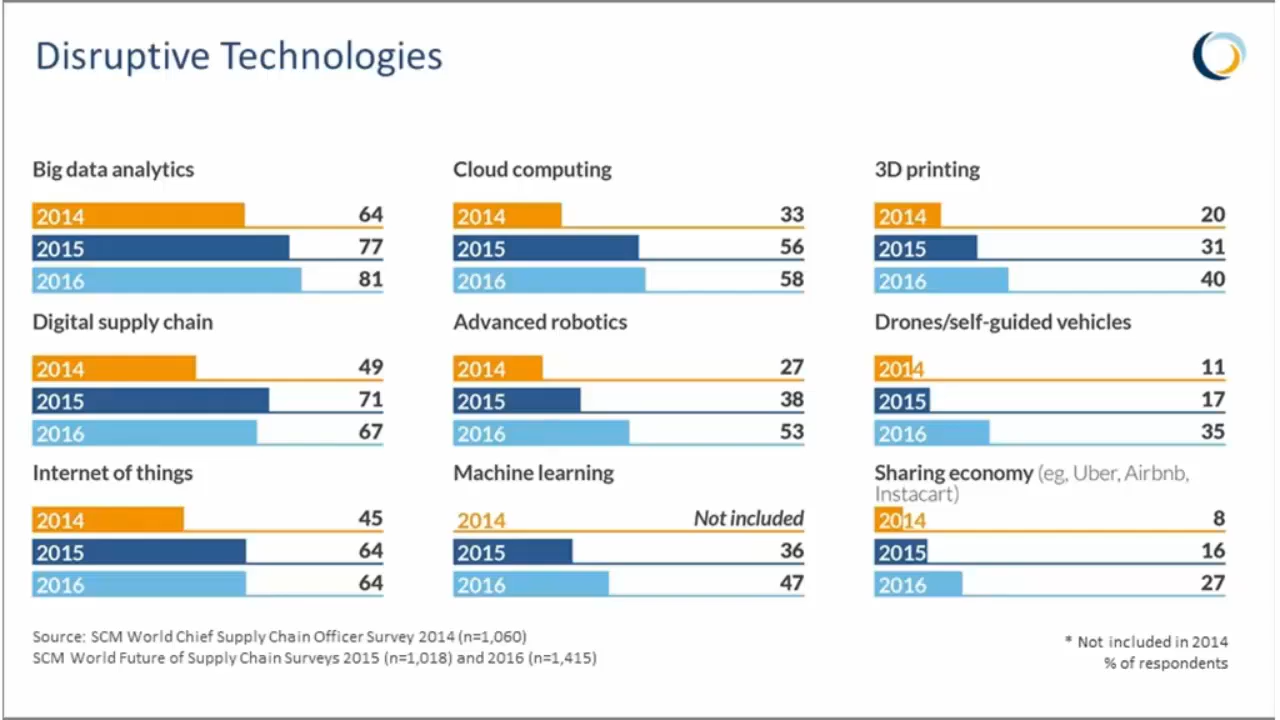 Disruptive Technologies
Big data analytics
2014 64
2015 77
2016 81
Cloud computing
2014 33
2015 56
2016 58
3D printing
2014 20
2015 31
2016 40
Digital supply chain
2014 49
2015 71
2016 67
Advanced robotics
2014 27
2015 38
2016 53
Drones/self-guided vehicles
2014 11
2015 17
2016 35
Internet of things
2014 45
2015 64
2016 64
Machine learning
2014 Not included
2015 36
2016 47
Sharing economy (eg, Uber, Airbnb,
Instacart)
2014 8
2015 16
2016 27
Source: SCM World Chief Supply Chain Officer Survey 2014 (n=1,060)
SCM World Future of Supply Chain Surveys 2015 (n=1,018) and 2016 (n=1,415)
* Not included in 2014
% of respondents